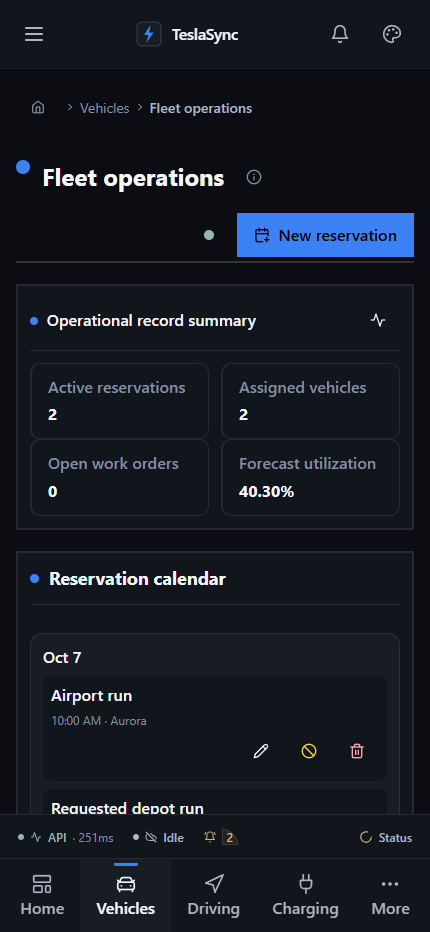 TeslaSync
Vehicles Fleet operations
Fleet operations
New reservation
Operational record summary
Active reservations
2
Assigned vehicles
2
Open work orders
0
Forecast utilization
40.30%
Reservation calendar
Oct 7
Airport run
10:00 AM · Aurora
Requested depot run
API · 251ms Idle 2 Status
Home Vehicles Driving Charging More